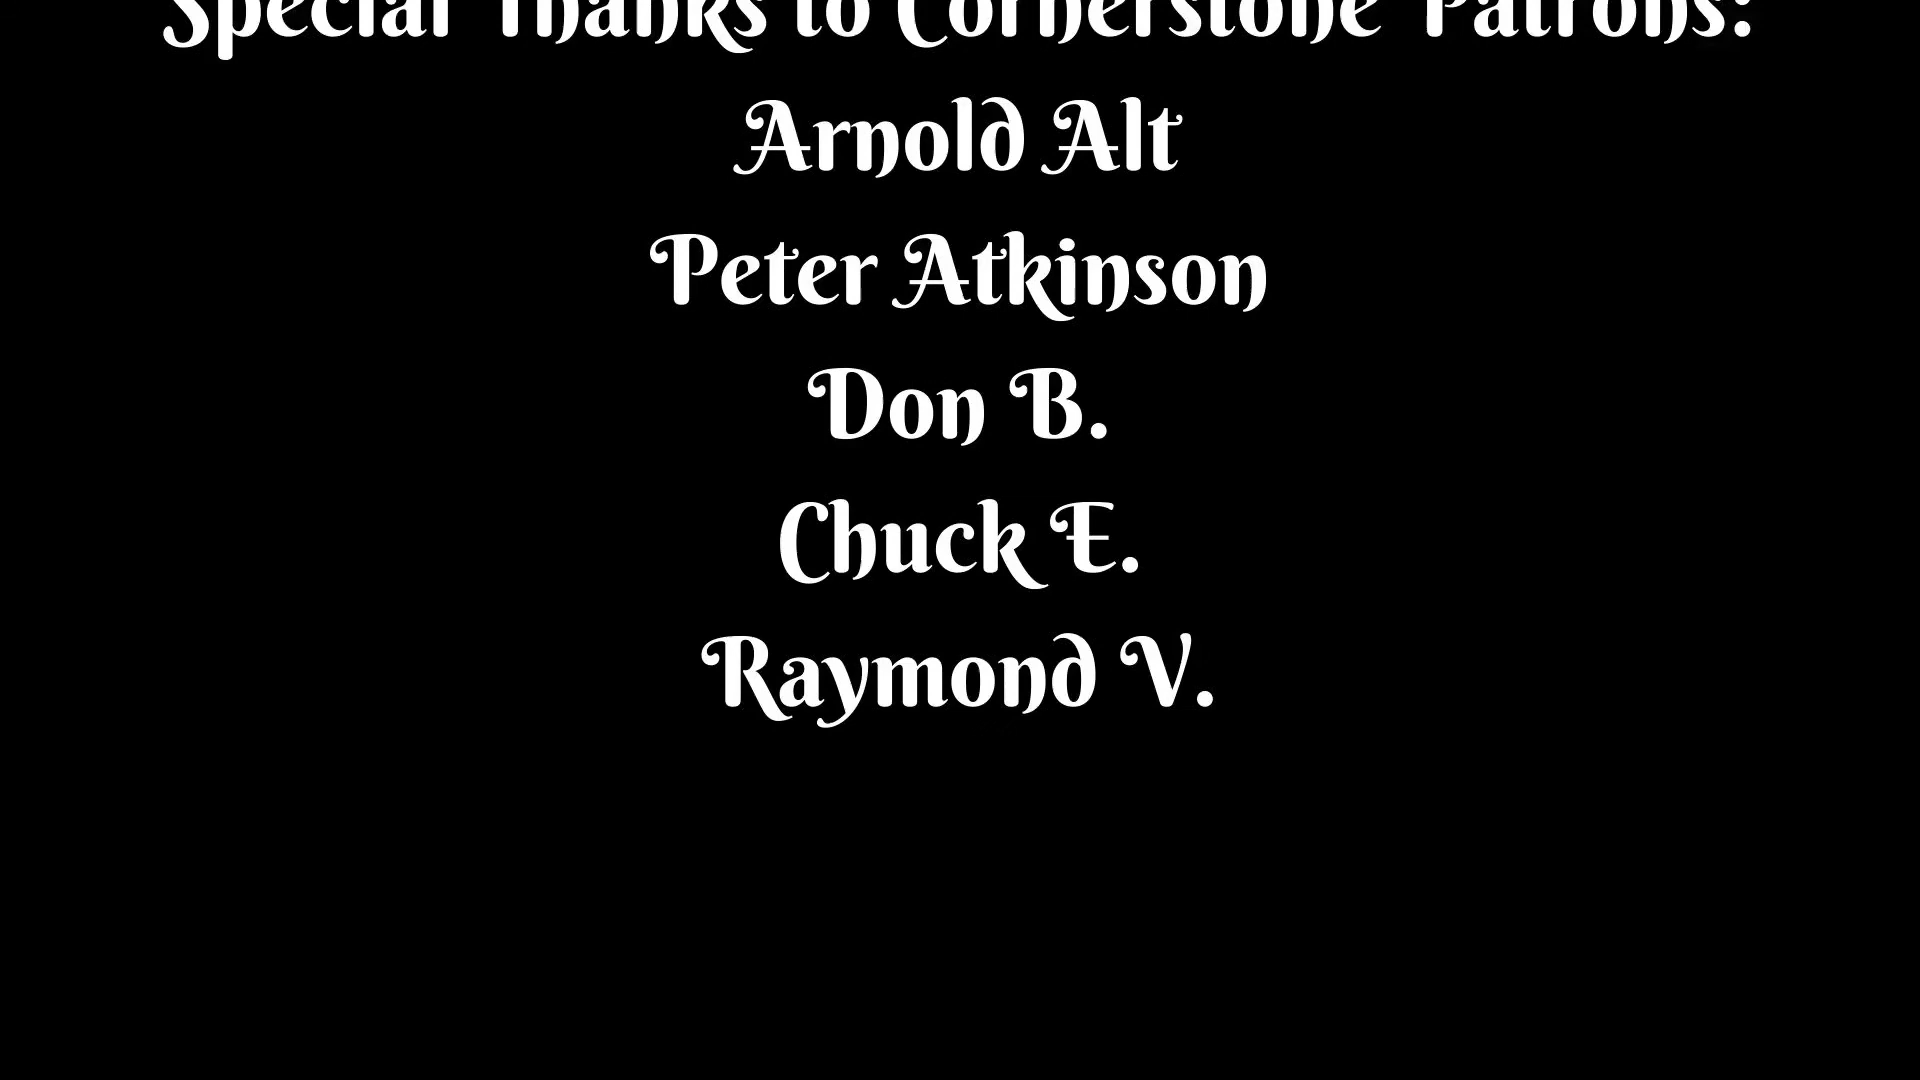 Special Thanks to Cornerstone Patrons:
Arnold Alt
Peter Atkinson
Don B.
Chuck E.
Raymond V.